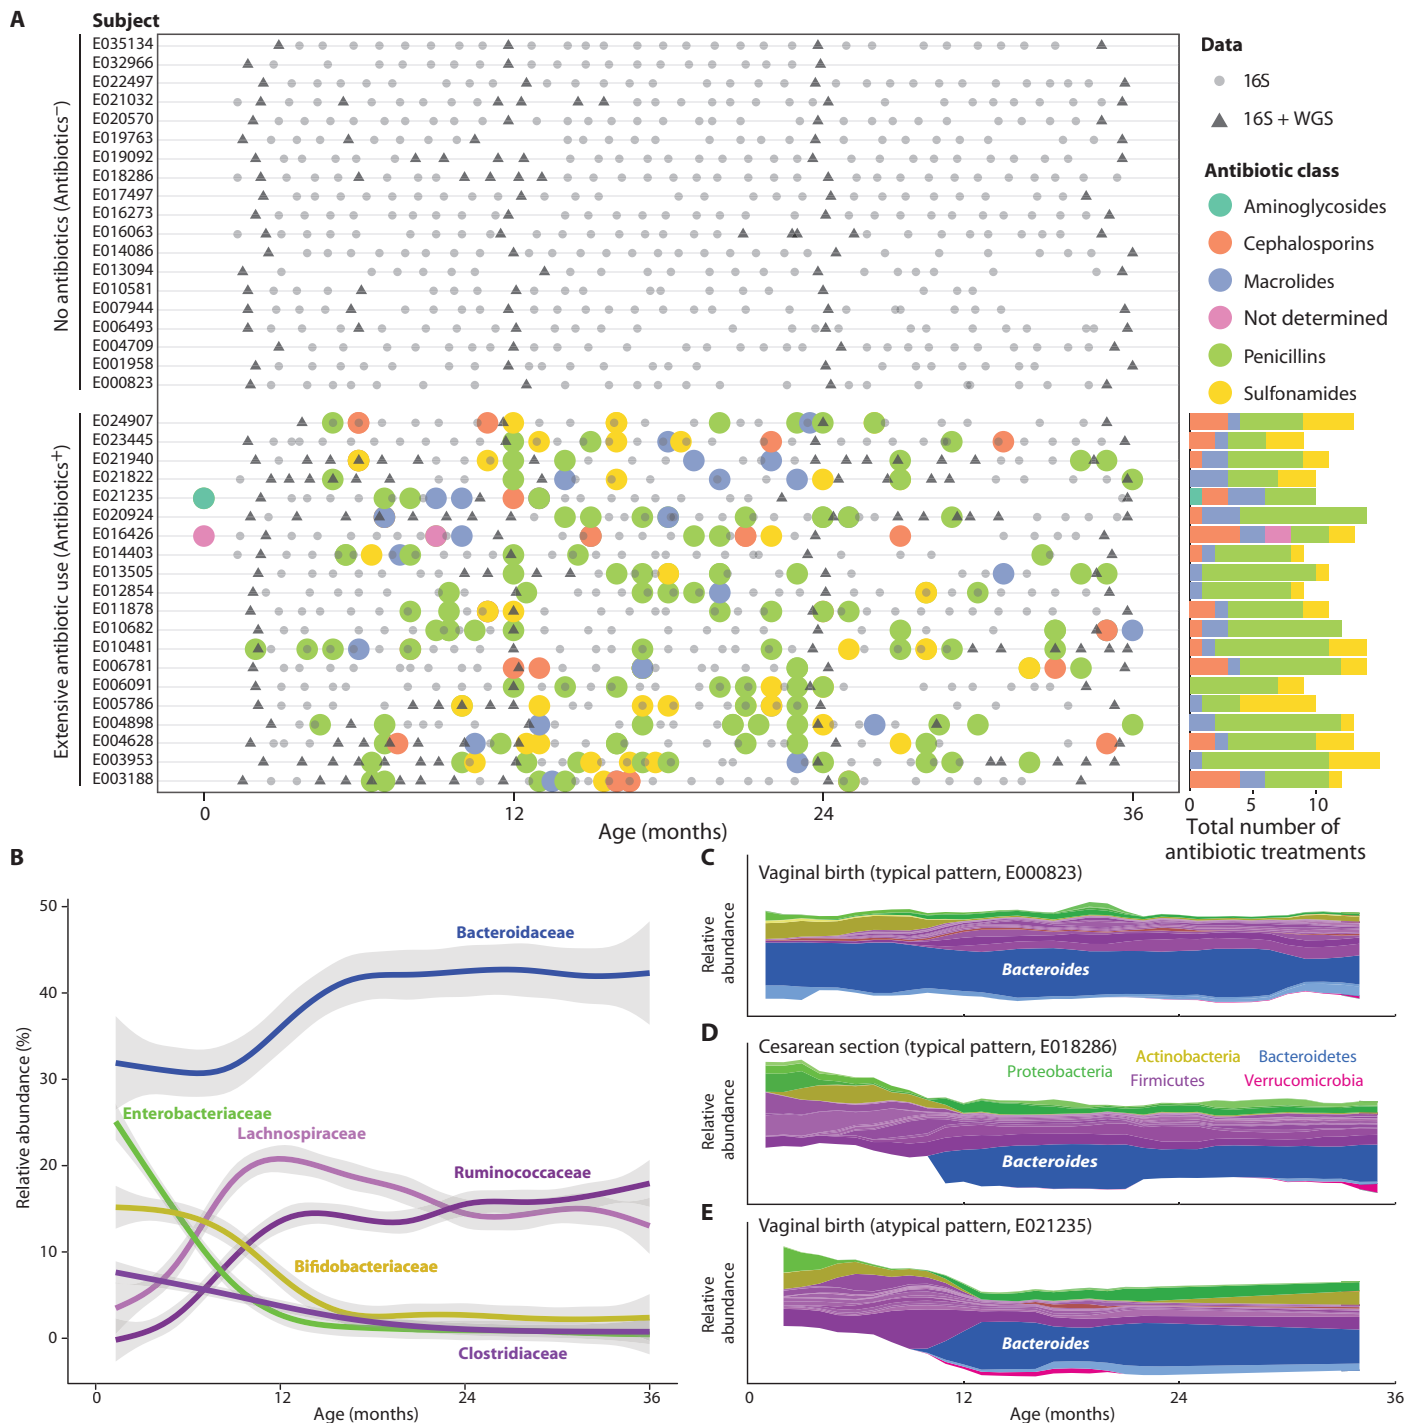 A
Subject
E035134
E032966
E022497
E021032
E020570
E019763
E019092
E018286
E017497
E016273
E016063
E014086
E013094
E010581
E007944
E006493
E004709
E001958
E000823
No antibiotics (Antibiotics⁻)
E024907
E023445
E021940
E021822
E021235
E020924
E016426
E014403
E013505
E012854
E011878
E010682
E010481
E006781
E006091
E005786
E004898
E004628
E003953
E003188
Extensive antibiotic use (Antibiotics⁺)
0 12 24 36
Age (months)
Data
16S
16S + WGS
Antibiotic class
Aminoglycosides
Cephalosporins
Macrolides
Not determined
Penicillins
Sulfonamides
0 5 10
Total number of
antibiotic treatments
B
50
40
30
20
10
0
Relative abundance (%)
Bacteroidaceae
Enterobacteriaceae
Lachnospiraceae
Ruminococcaceae
Bifidobacteriaceae
Clostridiaceae
0 12 24 36
Age (months)
C
Vaginal birth (typical pattern, E000823)
Relative
abundance
Bacteroides
12 24 36
D
Cesarean section (typical pattern, E018286)
Actinobacteria Bacteroidetes
Proteobacteria Firmicutes Verrucomicrobia
Relative
abundance
Bacteroides
12 24 36
E
Vaginal birth (atypical pattern, E021235)
Relative
abundance
Bacteroides
0 12 24 36
Age (months)